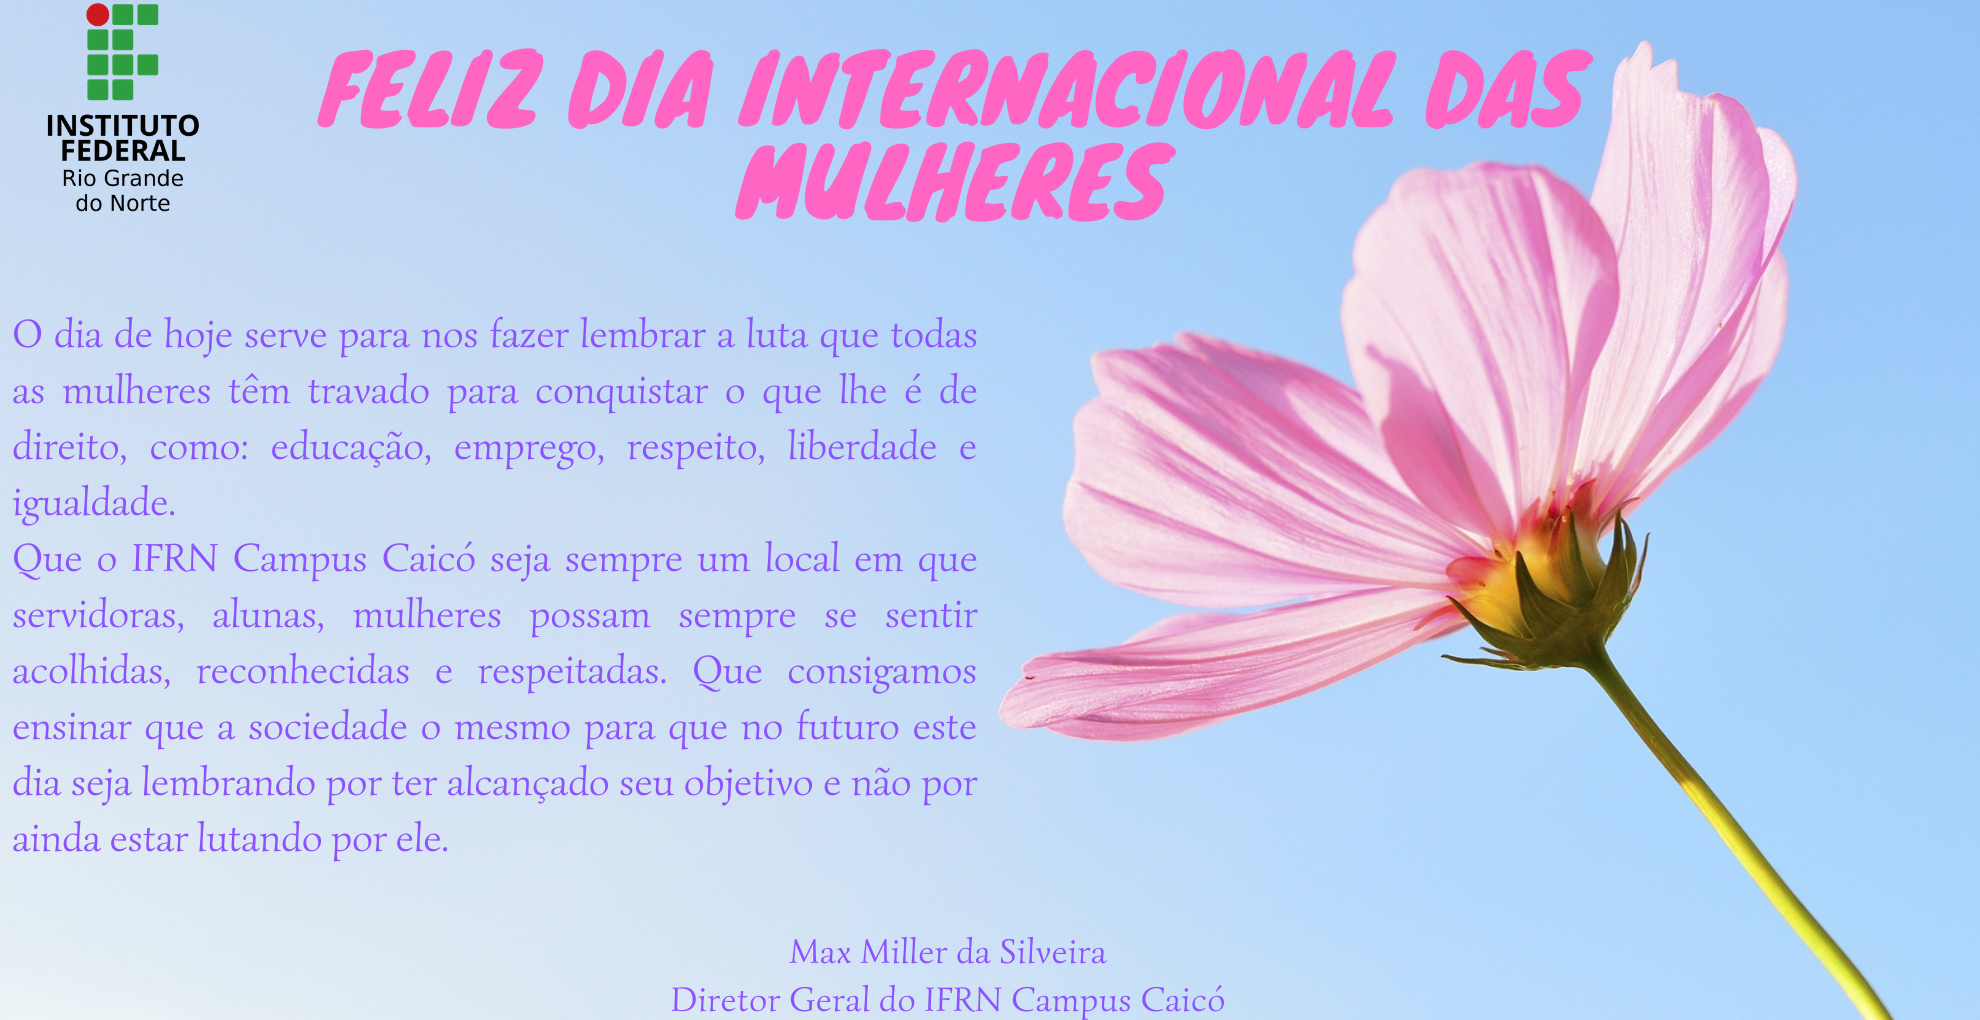 INSTITUTO
FEDERAL
Rio Grande
do Norte
FELIZ DIA INTERNACIONAL DAS
MULHERES
O dia de hoje serve para nos fazer lembrar a luta que todas
as mulheres têm travado para conquistar o que lhe é de
direito, como: educação, emprego, respeito, liberdade e
igualdade.
Que o IFRN Campus Caicó seja sempre um local em que
servidoras, alunas, mulheres possam sempre se sentir
acolhidas, reconhecidas e respeitadas. Que consigamos
ensinar que a sociedade o mesmo para que no futuro este
dia seja lembrando por ter alcançado seu objetivo e não por
ainda estar lutando por ele.
Max Miller da Silveira
Diretor Geral do IFRN Campus Caicó